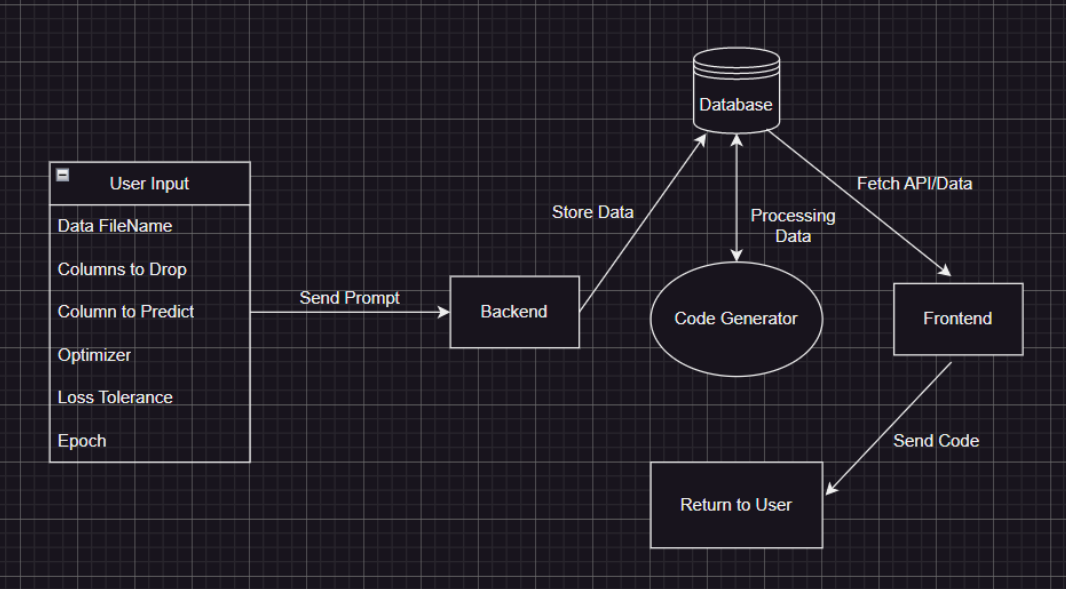 Database
User Input
Data FileName
Columns to Drop
Column to Predict
Optimizer
Loss Tolerance
Epoch
Send Prompt
Backend
Store Data
Processing
Data
Code Generator
Fetch API/Data
Frontend
Send Code
Return to User